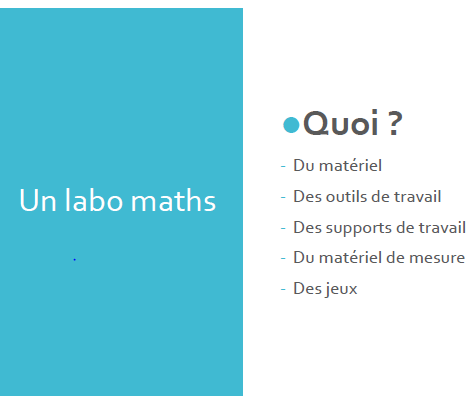 Un labo maths
●Quoi ?
- Du matériel
- Des outils de travail
- Des supports de travail
- Du matériel de mesure
- Des jeux